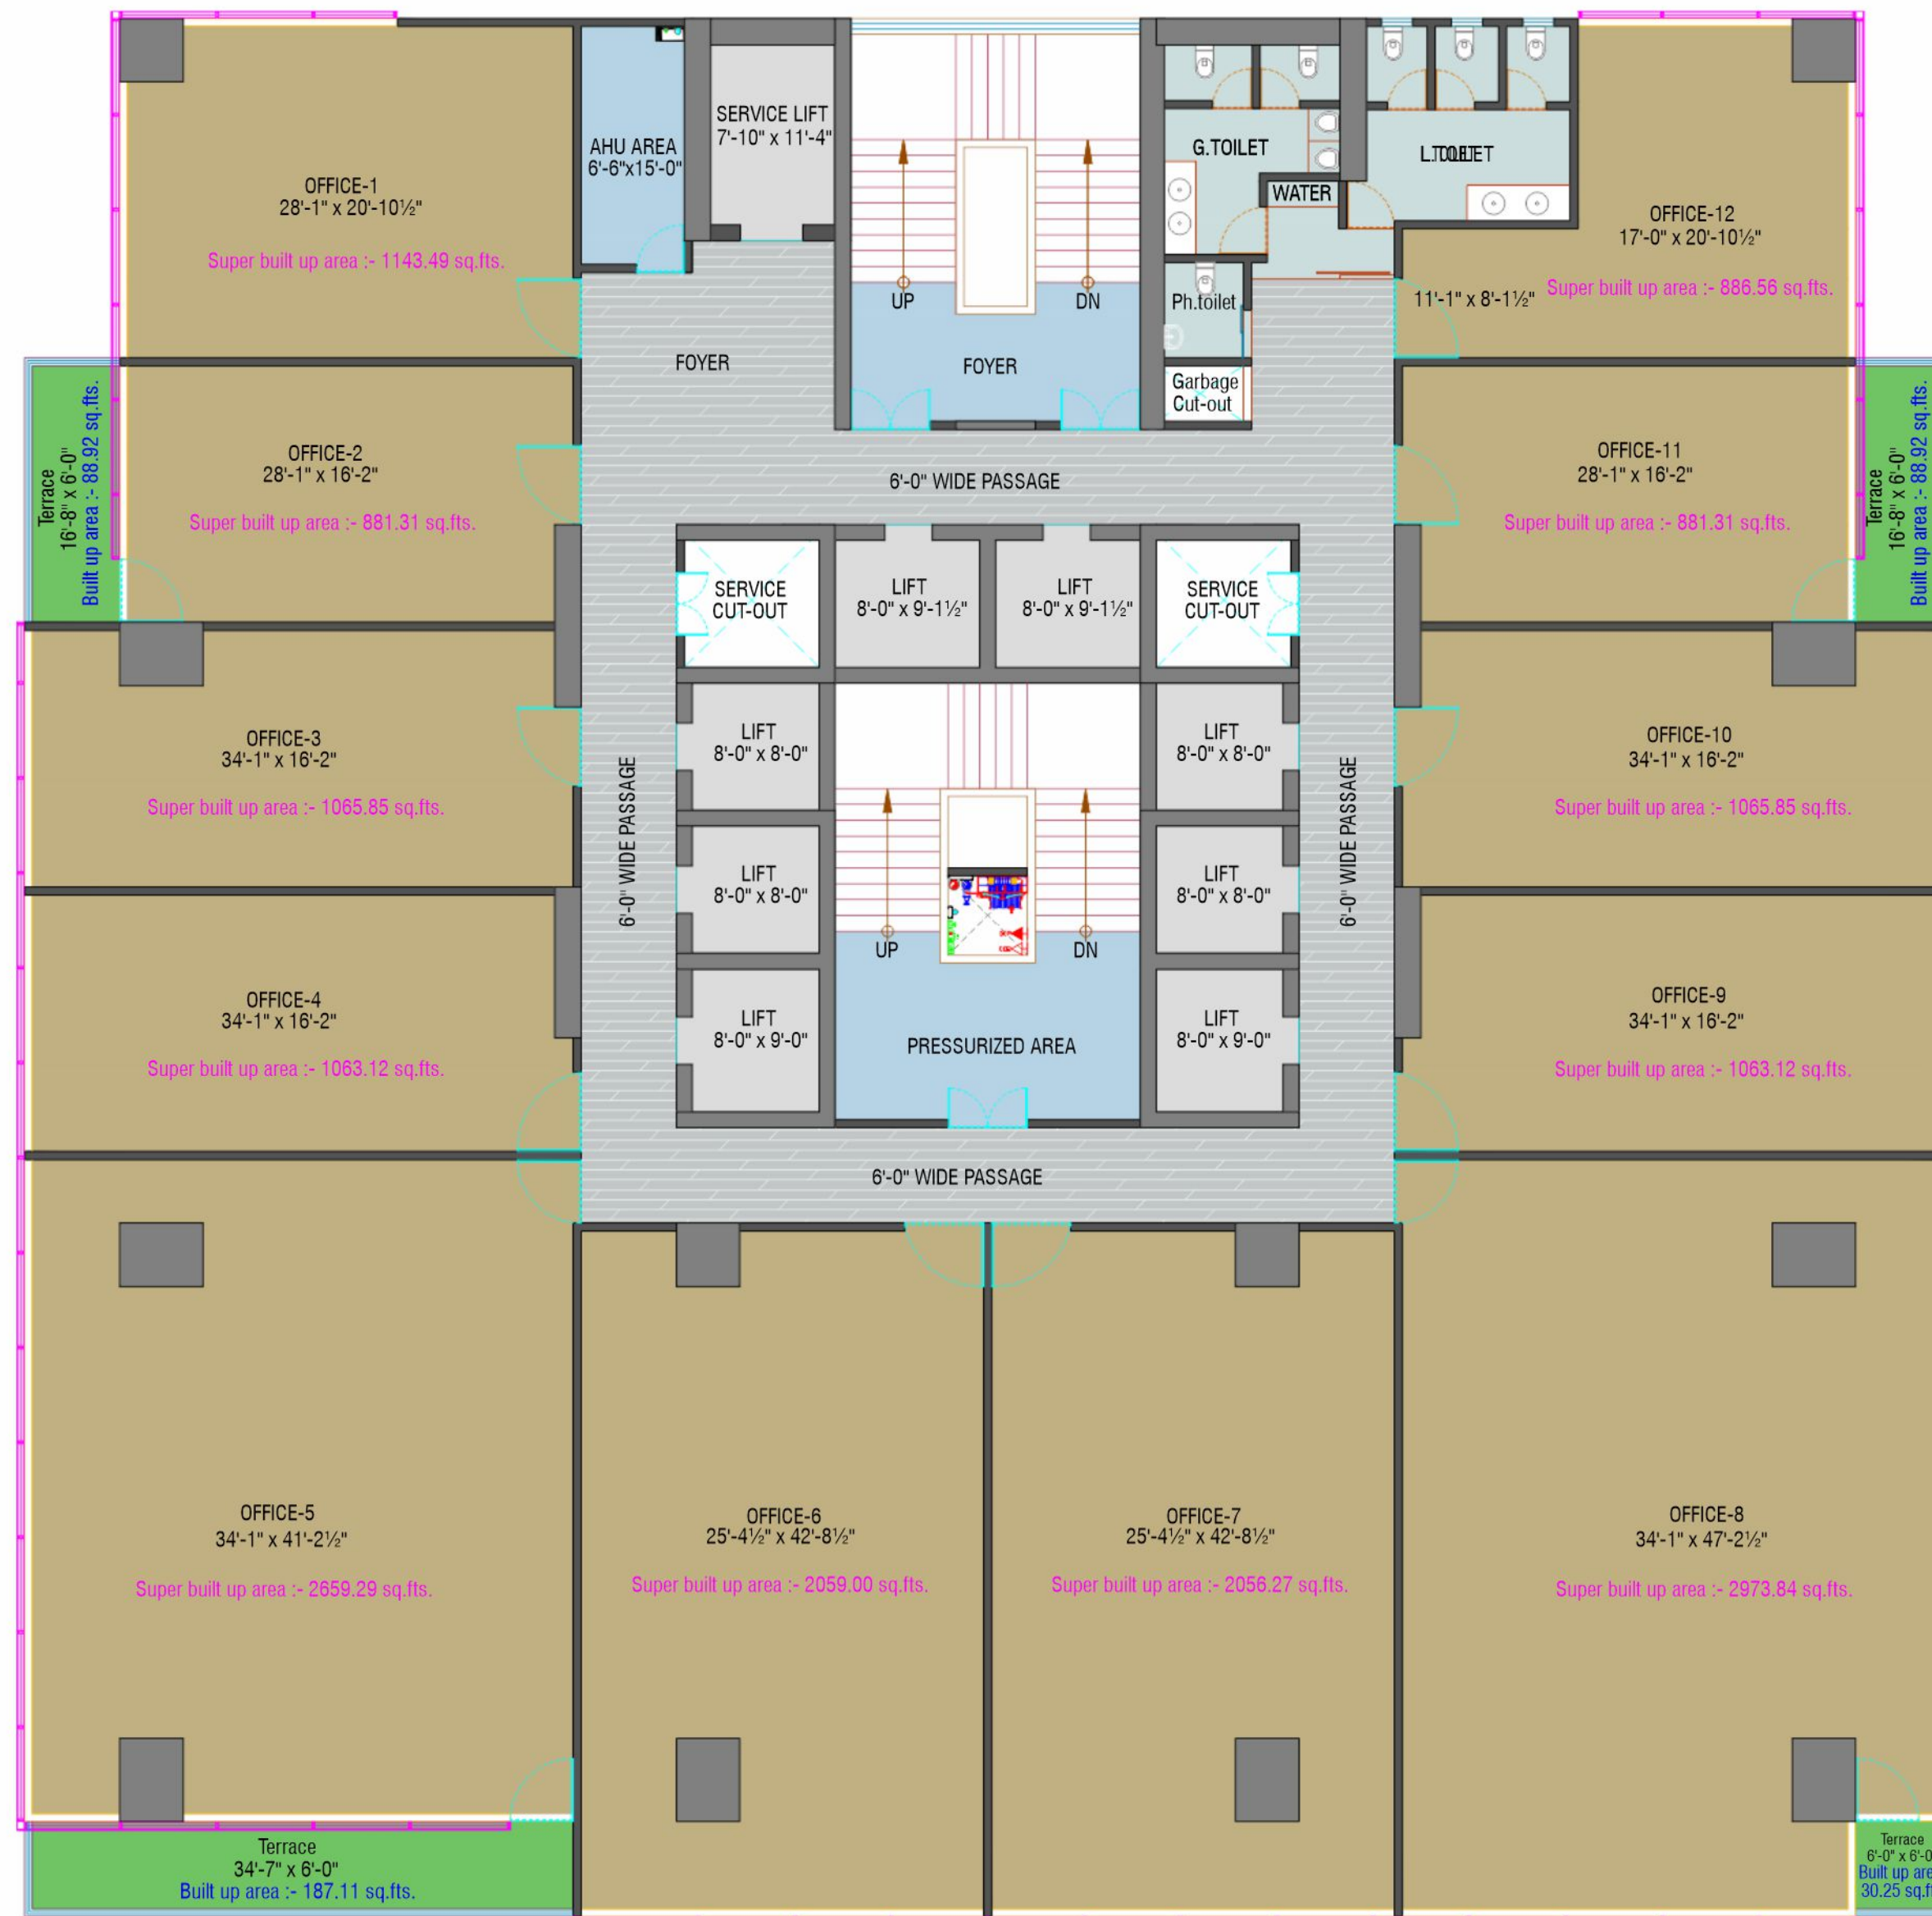 OFFICE-1
28'-1" x 20'-10½"
Super built up area :- 1143.49 sq.fts.
AHU AREA
6'-6"x15'-0"
SERVICE LIFT
7'-10" x 11'-4"
UP
DN
FOYER
FOYER
G.TOILET
WATER
Ph.toilet
Garbage
Cut-out
OFFICE-12
17'-0" x 20'-10½"
Super built up area :- 886.56 sq.fts.
11'-1" x 8'-1½"
Terrace
16'-8" x 6'-0"
Built up area :- 88.92 sq.fts.
OFFICE-2
28'-1" x 16'-2"
Super built up area :- 881.31 sq.fts.
6'-0" WIDE PASSAGE
OFFICE-11
28'-1" x 16'-2"
Super built up area :- 881.31 sq.fts.
Terrace
16'-8" x 6'-0"
Built up area :- 88.92 sq.fts.
SERVICE
CUT-OUT
LIFT
8'-0" x 9'-1½"
LIFT
8'-0" x 9'-1½"
SERVICE
CUT-OUT
OFFICE-3
34'-1" x 16'-2"
Super built up area :- 1065.85 sq.fts.
6'-0" WIDE PASSAGE
LIFT
8'-0" x 8'-0"
LIFT
8'-0" x 8'-0"
6'-0" WIDE PASSAGE
OFFICE-10
34'-1" x 16'-2"
Super built up area :- 1065.85 sq.fts.
LIFT
8'-0" x 8'-0"
LIFT
8'-0" x 8'-0"
UP
DN
OFFICE-4
34'-1" x 16'-2"
Super built up area :- 1063.12 sq.fts.
LIFT
8'-0" x 9'-0"
PRESSURIZED AREA
LIFT
8'-0" x 9'-0"
OFFICE-9
34'-1" x 16'-2"
Super built up area :- 1063.12 sq.fts.
6'-0" WIDE PASSAGE
OFFICE-5
34'-1" x 41'-2½"
Super built up area :- 2659.29 sq.fts.
OFFICE-6
25'-4½" x 42'-8½"
Super built up area :- 2059.00 sq.fts.
OFFICE-7
25'-4½" x 42'-8½"
Super built up area :- 2056.27 sq.fts.
OFFICE-8
34'-1" x 47'-2½"
Super built up area :- 2973.84 sq.fts.
Terrace
34'-7" x 6'-0"
Built up area :- 187.11 sq.fts.
Terrace
6'-0" x 6'-0
Built up are
30.25 sq.ft